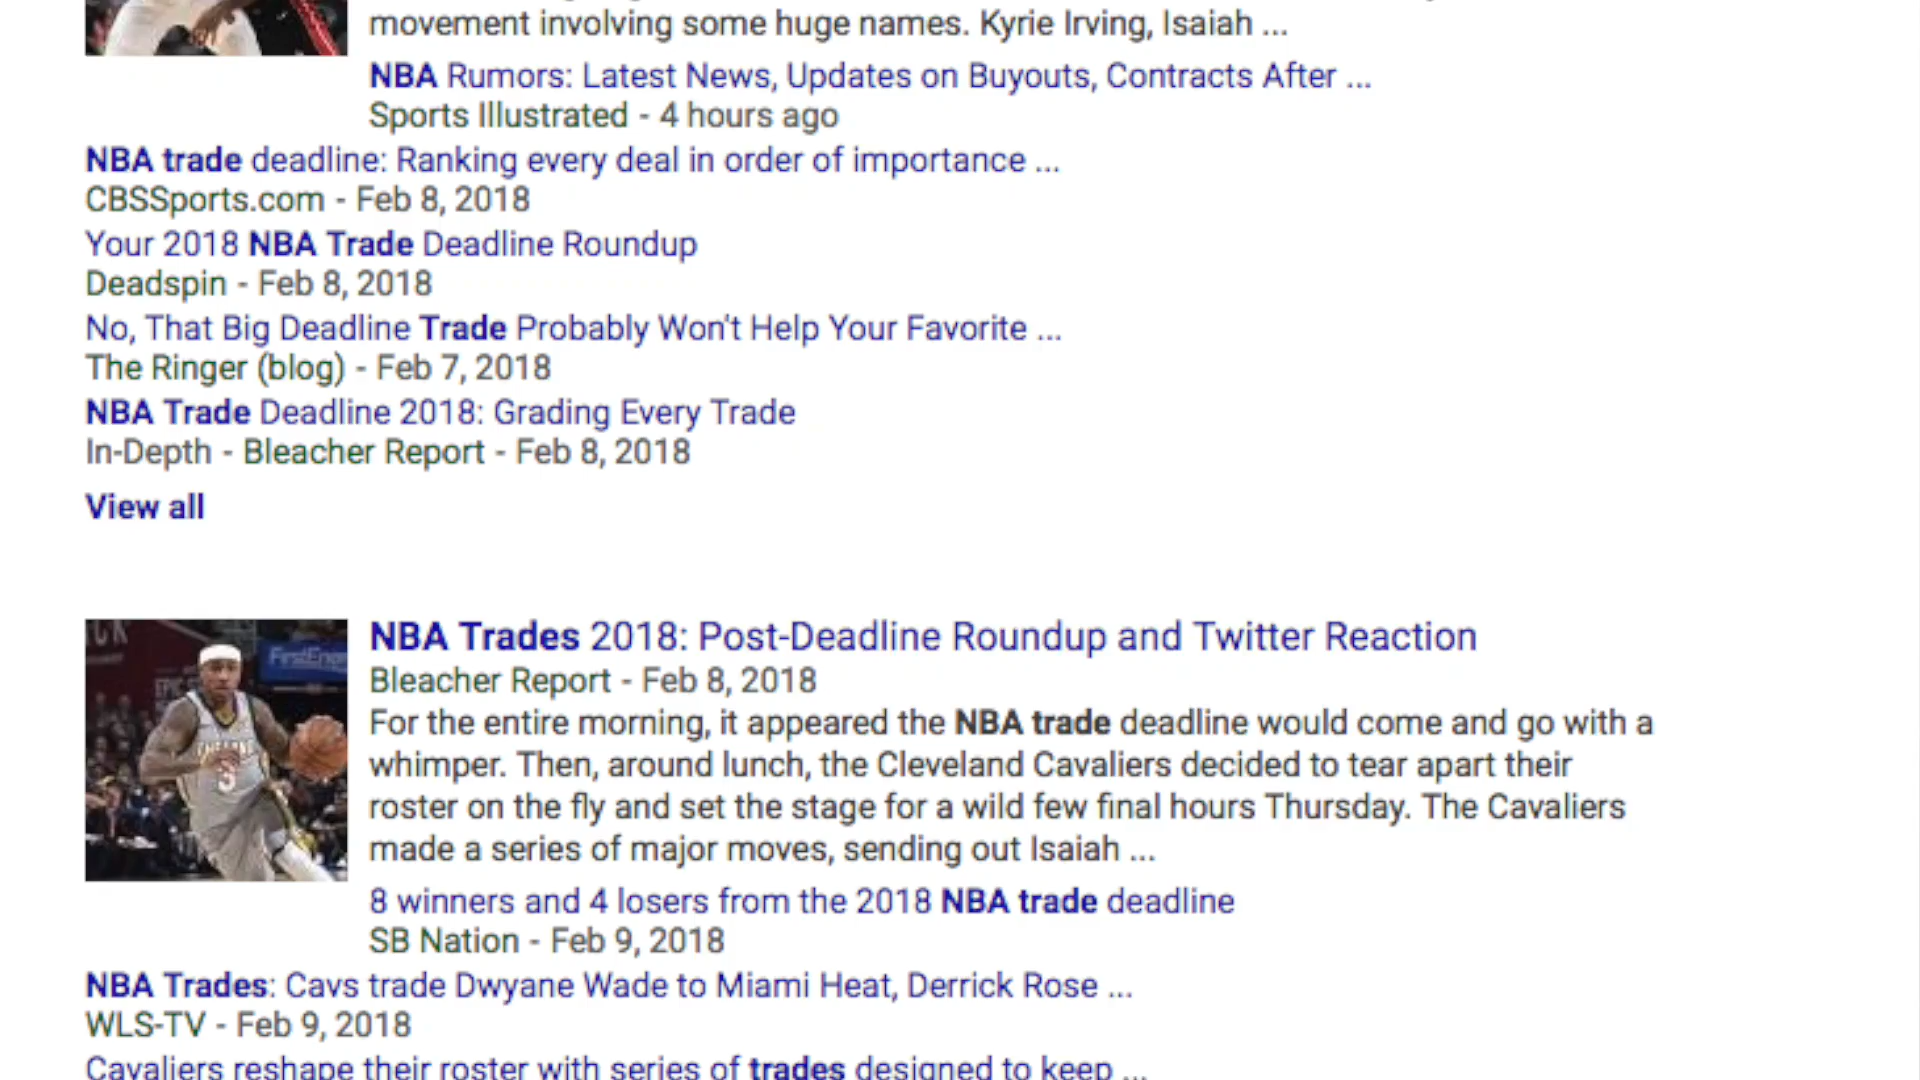 movement involving some huge names. Kyrie Irving, Isaiah ...
NBA Rumors: Latest News, Updates on Buyouts, Contracts After ...
Sports Illustrated - 4 hours ago
NBA trade deadline: Ranking every deal in order of importance ...
CBSSports.com - Feb 8, 2018
Your 2018 NBA Trade Deadline Roundup
Deadspin - Feb 8, 2018
No, That Big Deadline Trade Probably Won't Help Your Favorite ...
The Ringer (blog) - Feb 7, 2018
NBA Trade Deadline 2018: Grading Every Trade
In-Depth - Bleacher Report - Feb 8, 2018
View all
NBA Trades 2018: Post-Deadline Roundup and Twitter Reaction
Bleacher Report - Feb 8, 2018
For the entire morning, it appeared the NBA trade deadline would come and go with a
whimper. Then, around lunch, the Cleveland Cavaliers decided to tear apart their
roster on the fly and set the stage for a wild few final hours Thursday. The Cavaliers
made a series of major moves, sending out Isaiah ...
8 winners and 4 losers from the 2018 NBA trade deadline
SB Nation - Feb 9, 2018
NBA Trades: Cavs trade Dwyane Wade to Miami Heat, Derrick Rose ...
WLS-TV - Feb 9, 2018
Cavaliers reshape their roster with series of trades designed to keep ...